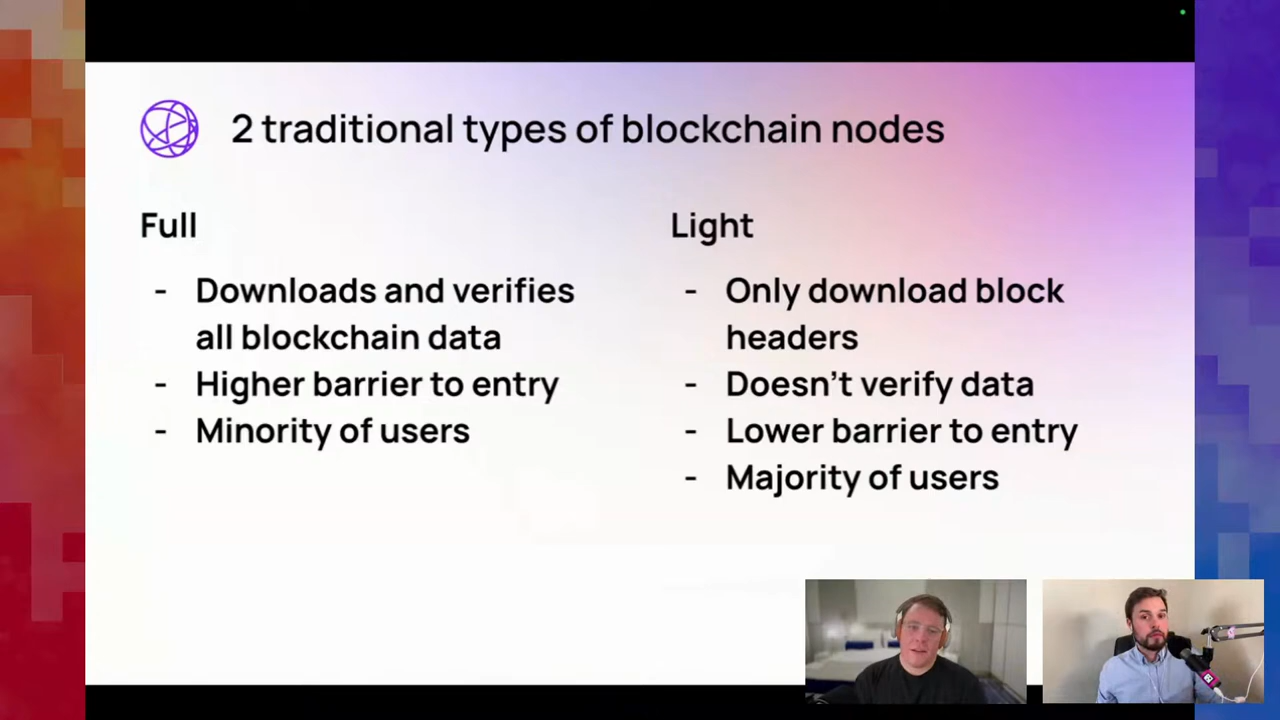 2 traditional types of blockchain nodes
Full
- Downloads and verifies
all blockchain data
- Higher barrier to entry
- Minority of users
Light
- Only download block
headers
- Doesn’t verify data
- Lower barrier to entry
- Majority of users